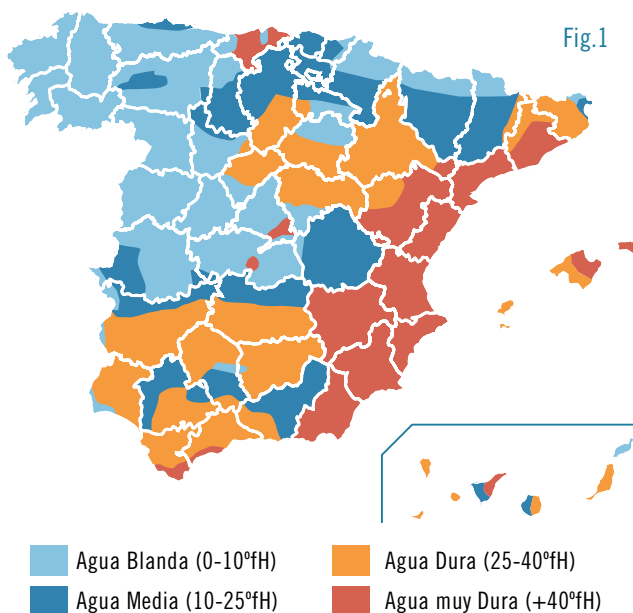 Fig.1
Agua Blanda (0-10ºfH)
Agua Dura (25-40ºfH)
Agua Media (10-25ºfH)
Agua muy Dura (+40ºfH)